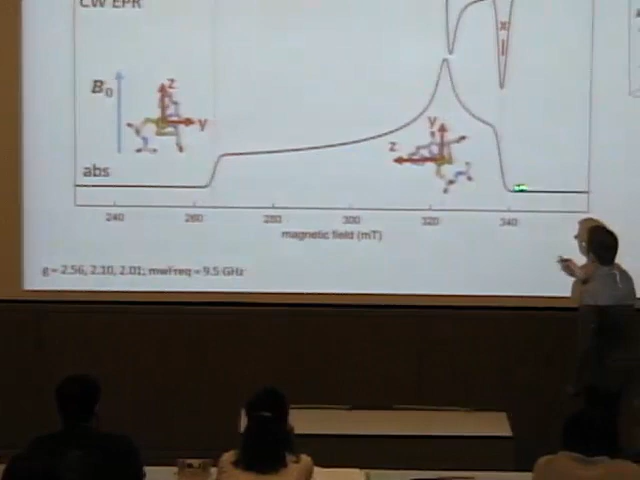 CW EPR
x
B0
z
y
y
z
abs
240 260 280 300 320 340
magnetic field (mT)
g = 2.56, 2.10, 2.01; mwFreq = 9.5 GHz